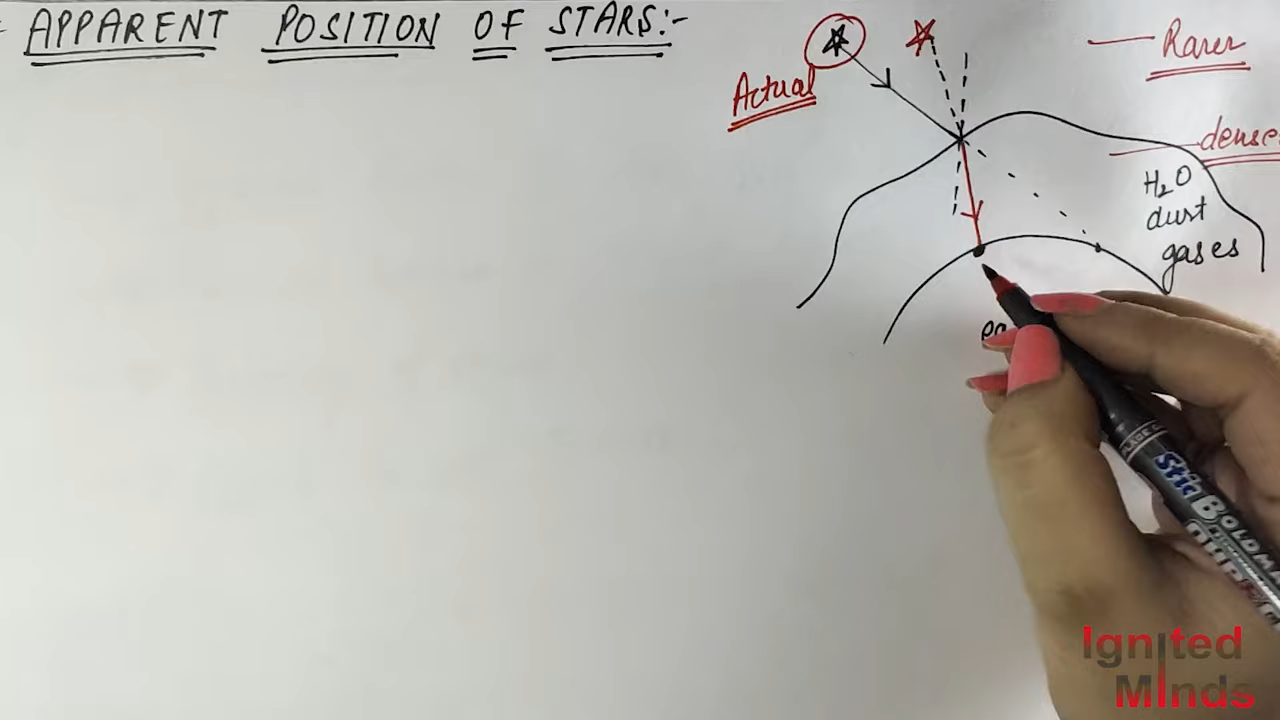 APPARENT POSITION OF STARS:-
Actual
Rarer
dense
H₂O
dust
gases
Ignited
Minds